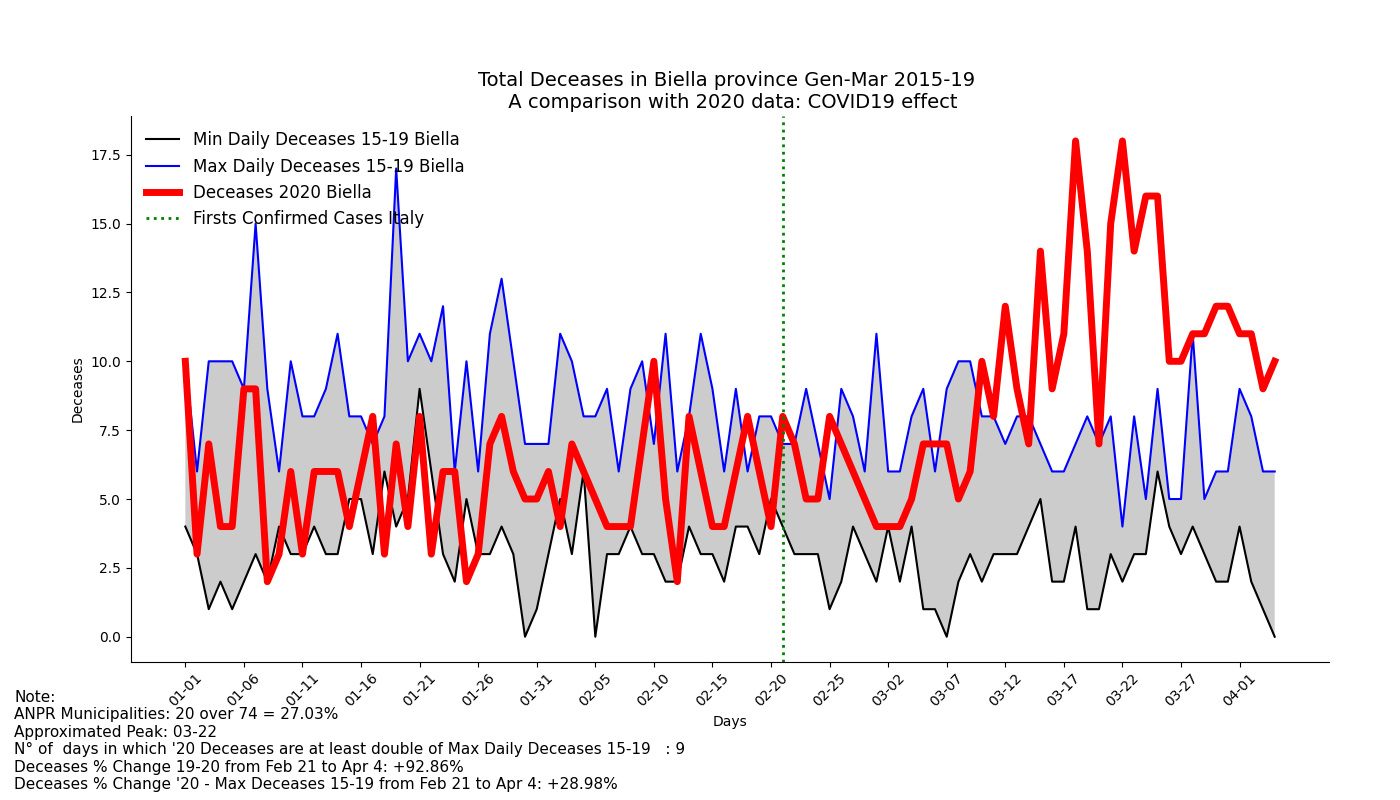 Total Deceases in Biella province Gen-Mar 2015-19
A comparison with 2020 data: COVID19 effect
Min Daily Deceases 15-19 Biella
Max Daily Deceases 15-19 Biella
Deceases 2020 Biella
Firsts Confirmed Cases Italy
Deceases
17.5
15.0
12.5
10.0
7.5
5.0
2.5
0.0
01-01 01-06 01-11 01-16 01-21 01-26 01-31 02-05 02-10 02-15 02-20 02-25 03-02 03-07 03-12 03-17 03-22 03-27 04-01
Days
Note:
ANPR Municipalities: 20 over 74 = 27.03%
Approximated Peak: 03-22
N° of  days in which '20 Deceases are at least double of Max Daily Deceases 15-19   : 9
Deceases % Change 19-20 from Feb 21 to Apr 4: +92.86%
Deceases % Change '20 - Max Deceases 15-19 from Feb 21 to Apr 4: +28.98%